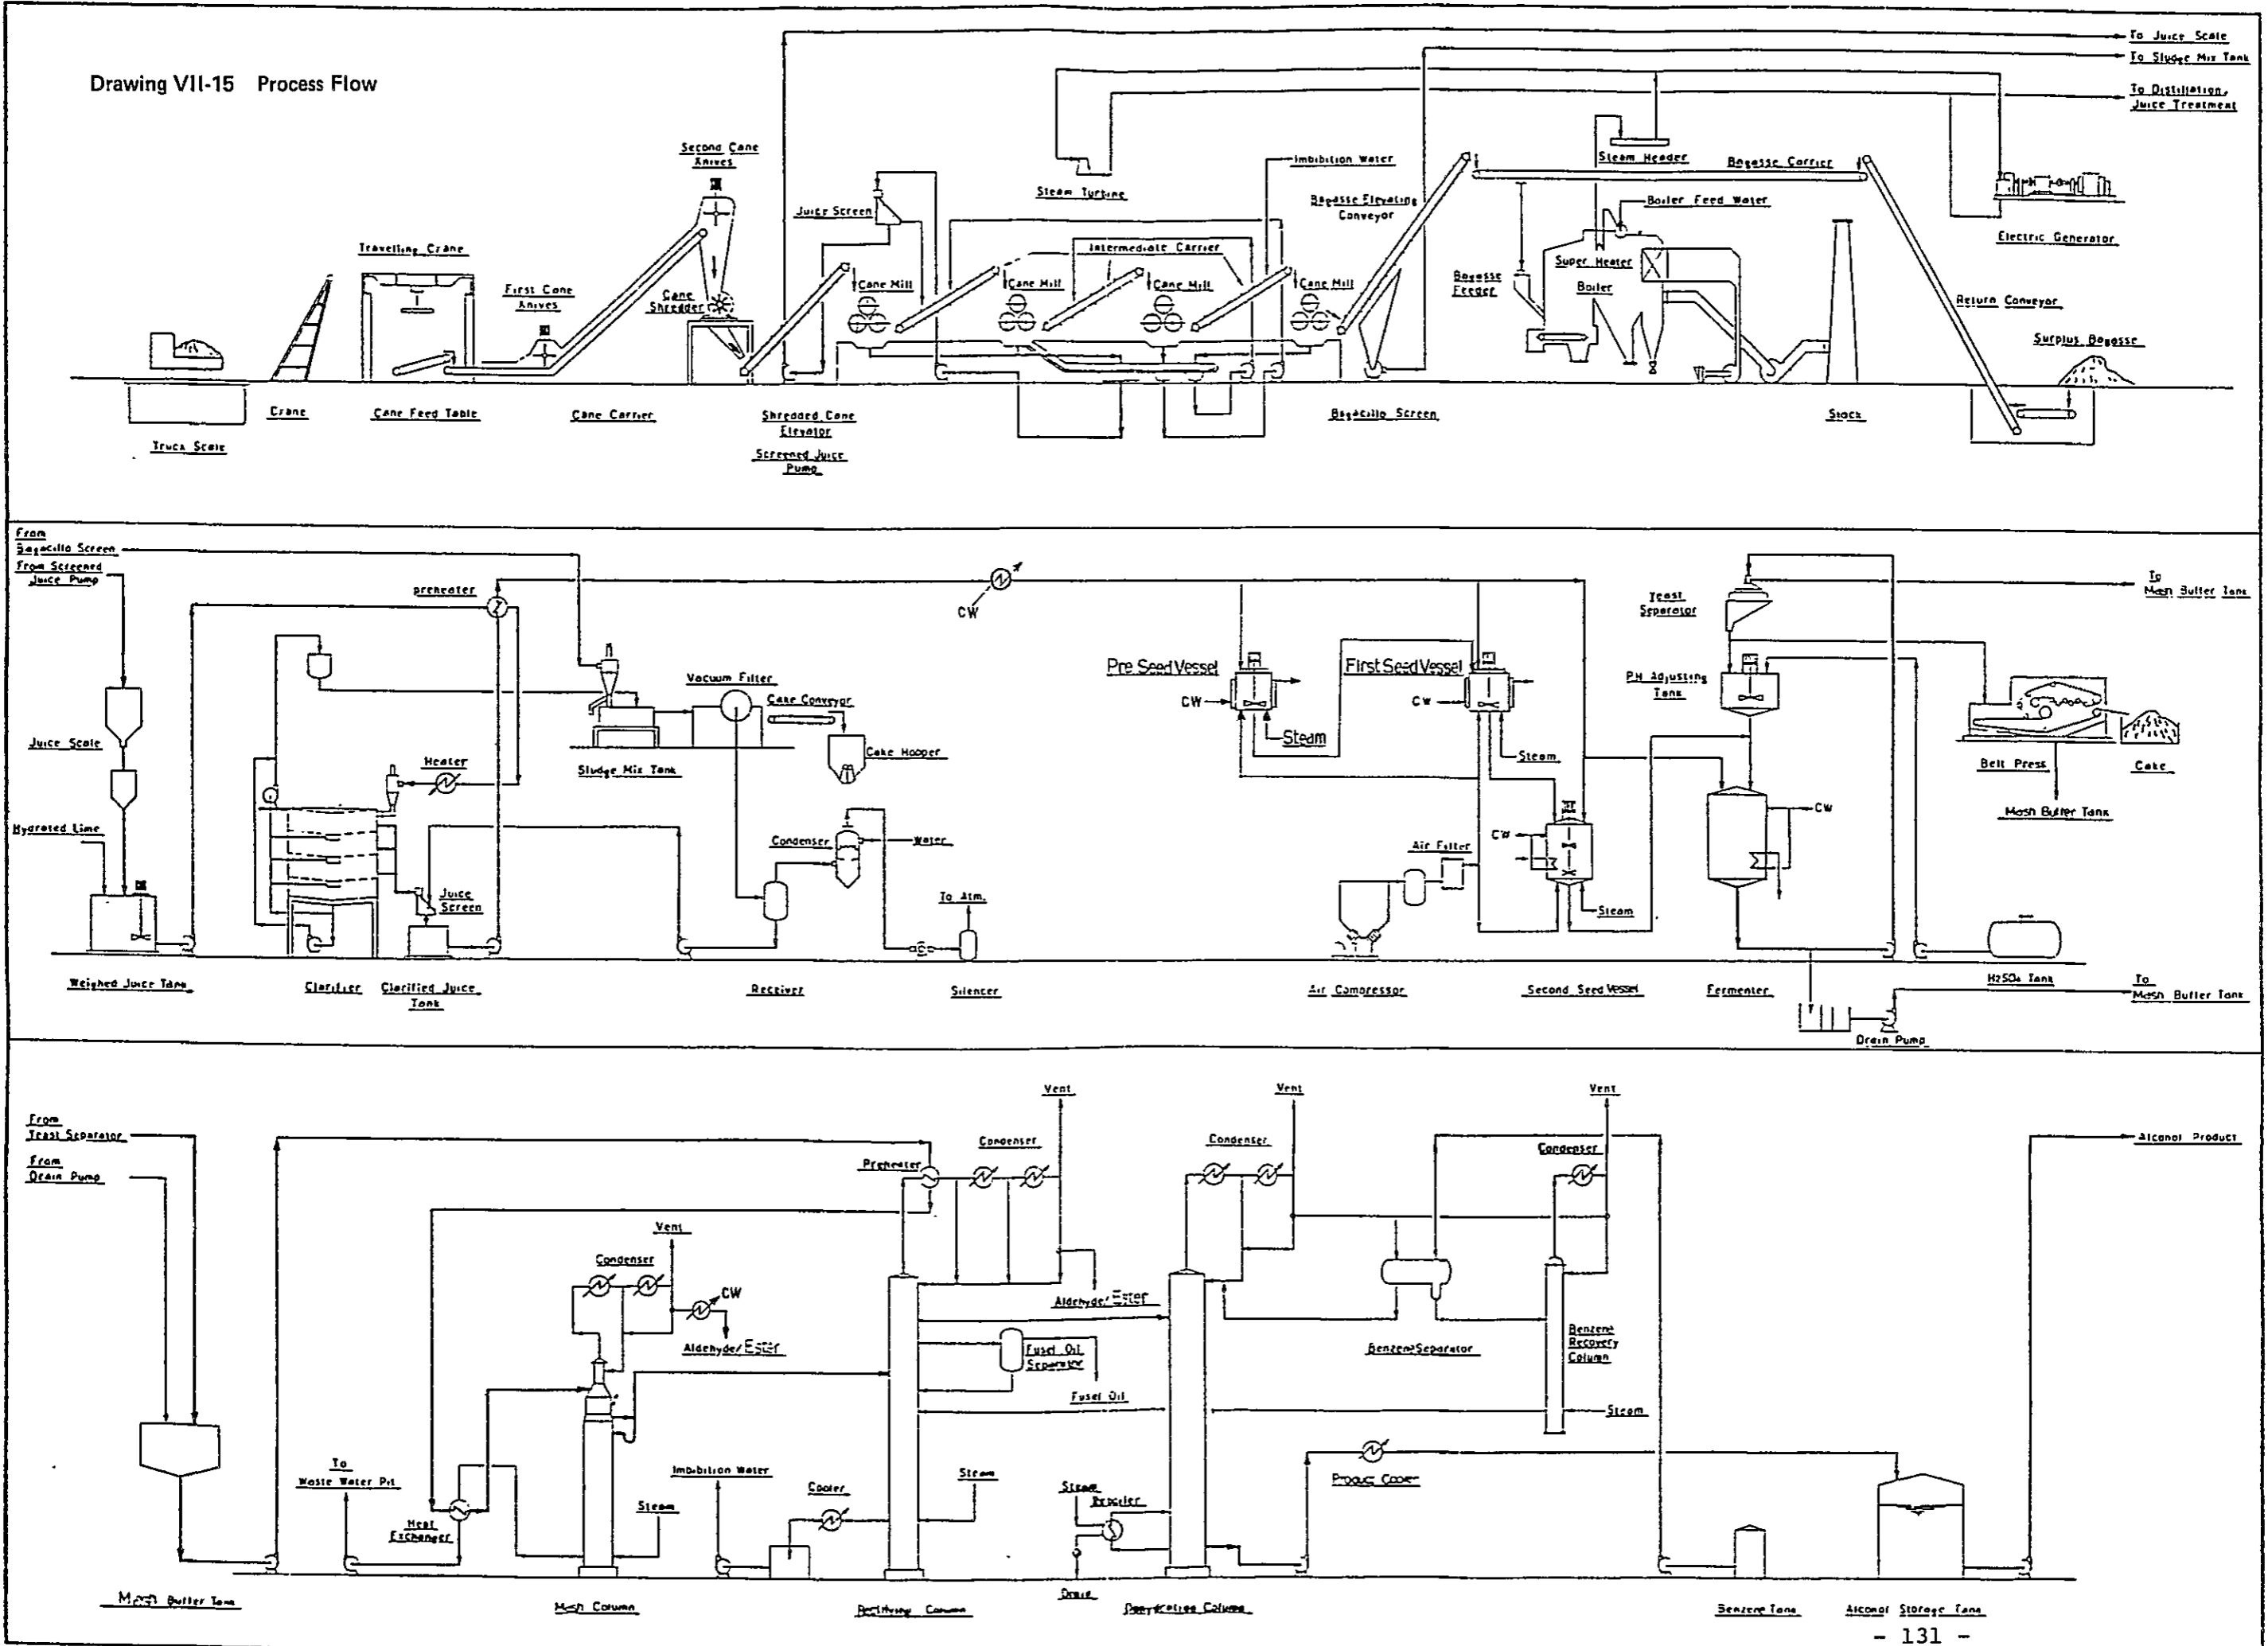 Drawing VII-15 Process Flow
To Juice Scale
To Sludge Mix Tank
To Distillation,
Juice Treatment
Second Cane
Knives
Juice Screen
Steam Turbine
Imbibition Water
Steam Header
Bagasse Carrier
Bagasse Elevating
Conveyor
Boiler Feed Water
Electric Generator
Travelling Crane
First Cane
Knives
Cane
Shredder
Intermediate Carrier
Cane Mill
Cane Mill
Cane Mill
Cane Mill
Bagasse
Feeder
Super Heater
Boiler
Return Conveyor
Surplus Bagasse
Truck Scale
Crane
Cane Feed Table
Cane Carrier
Shredded Cane
Elevator
Screened Juice
Pump
Bagacillo Screen
Stack
From
Bagacillo Screen
From Screened
Juice Pump
preheater
CW
Yeast
Separator
To
Mash Buffer Tank
Pre Seed Vessel
First Seed Vessel
PH Adjusting
Tank
Vacuum Filter
Cake Conveyor
CW
CW
Juice Scale
Heater
Sludge Mix Tank
Cake Hopper
Steam
Steam
Belt Press
Cake
Hydrated Lime
Condenser
Water
CW
CW
Mash Buffer Tank
Air Filter
Juice
Screen
To Atm.
Steam
Weighed Juice Tank
Clarifier
Clarified Juice
Tank
Receiver
Silencer
Air Compressor
Second Seed Vessel
Fermenter
H2SO4 Tank
To
Mash Buffer Tank
Drain Pump
Vent
Vent
Vent
From
Yeast Separator
From
Drain Pump
Condenser
Condenser
Condenser
Preheater
Alcohol Product
Vent
Condenser
CW
Aldehyde/Ester
Aldehyde/Ester
Fusel Oil
Separator
Fusel Oil
Benzene Separator
Benzene
Recovery
Column
Steam
To
Waste Water Pit
Imbibition Water
Cooler
Steam
Steam
Reboiler
Product Cooler
Heat
Exchanger
Steam
Drain
Mash Buffer Tank
Mash Column
Rectifying Column
Dehydration Column
Benzene Tank
Alcohol Storage Tank
- 131 -